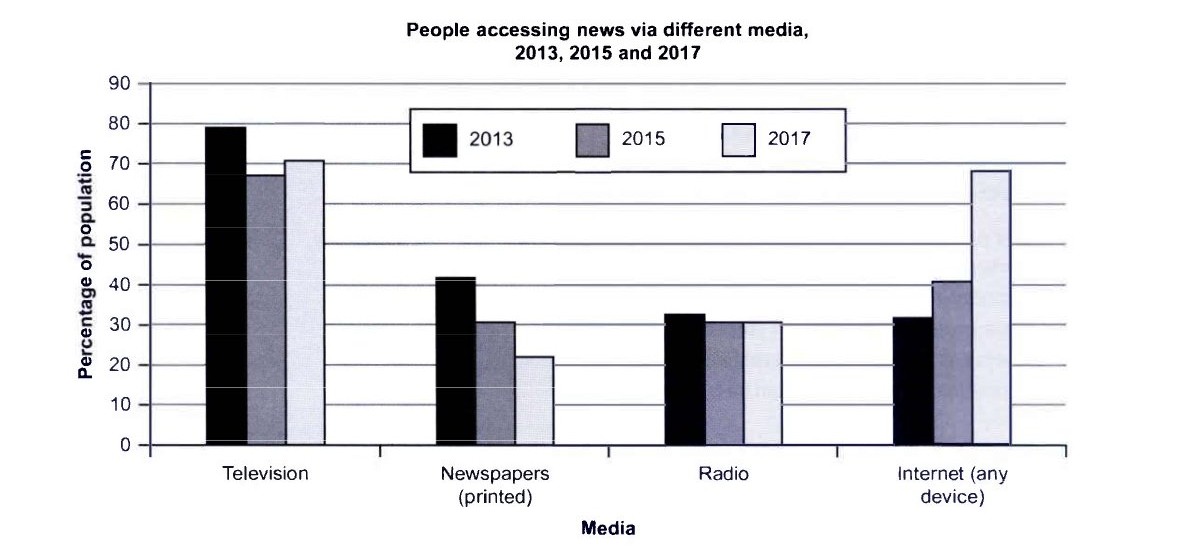 People accessing news via different media,
2013, 2015 and 2017
Percentage of population
90
80
70
60
50
40
30
20
10
0
2013
2015
2017
Television
Newspapers
(printed)
Radio
Internet (any
device)
Media